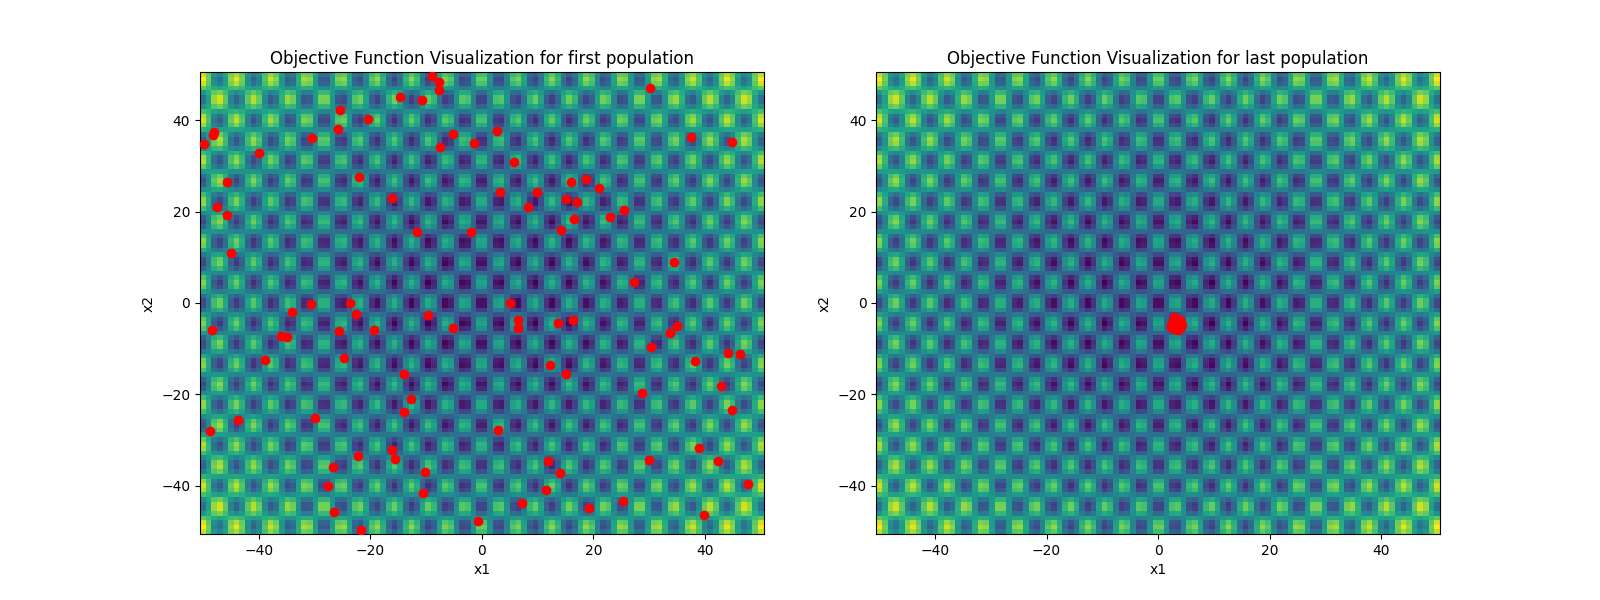 Objective Function Visualization for first population
40
20
0
−20
−40
x2
−40 −20 0 20 40
x1
Objective Function Visualization for last population
40
20
0
−20
−40
x2
−40 −20 0 20 40
x1